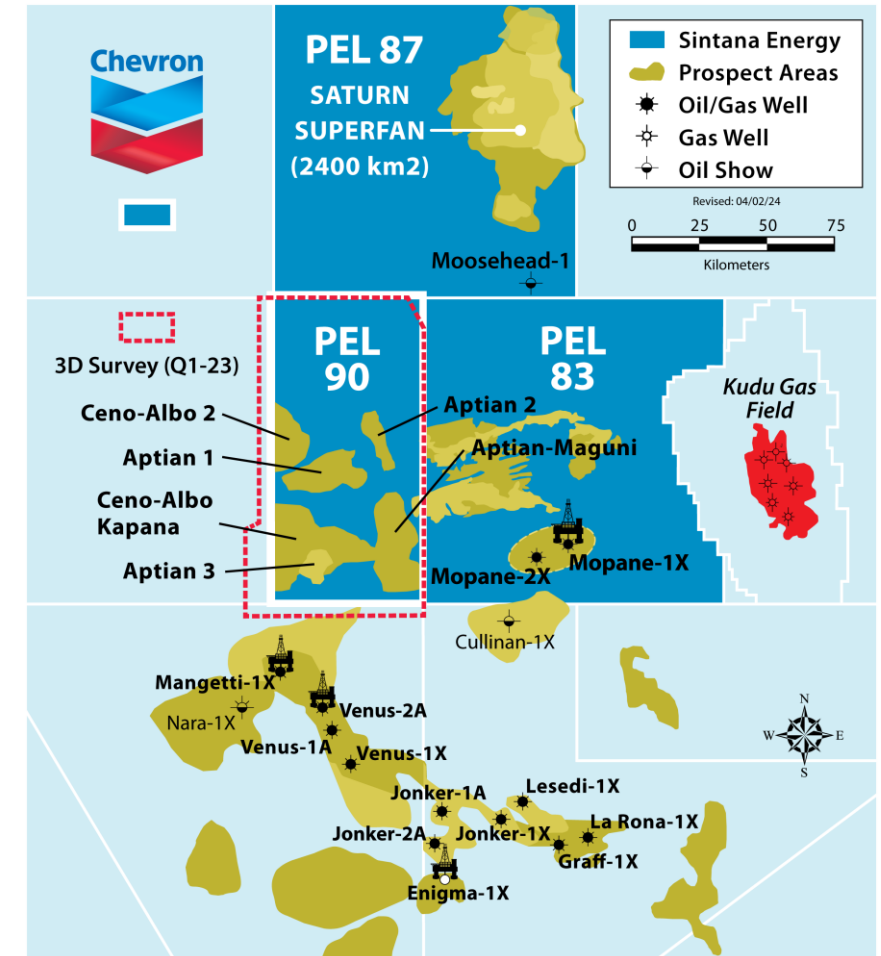 Chevron
PEL 87
SATURN
SUPERFAN
(2400 km2)
Sintana Energy
Prospect Areas
Oil/Gas Well
Gas Well
Oil Show
Revised: 04/02/24
0 25 50 75
Kilometers
Moosehead-1
3D Survey (Q1-23)
PEL
90
PEL
83
Kudu Gas
Field
Ceno-Albo 2
Aptian 2
Aptian 1
Aptian-Maguni
Ceno-Albo
Kapana
Aptian 3
Mopane-2X
Mopane-1X
Cullinan-1X
Mangetti-1X
Nara-1X
Venus-2A
Venus-1A
Venus-1X
N
W E
S
Jonker-1A
Lesedi-1X
Jonker-2A
Jonker-1X
La Rona-1X
Graff-1X
Enigma-1X